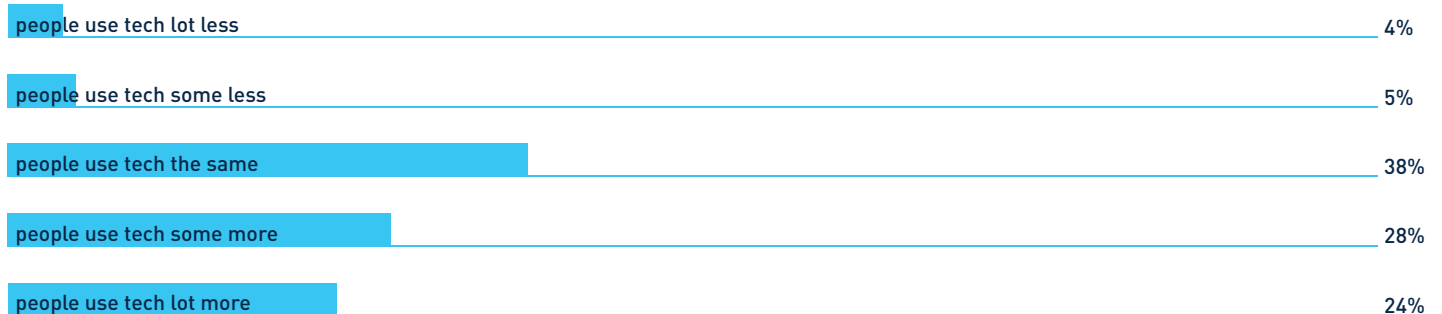 people use tech lot less 4%
people use tech some less 5%
people use tech the same 38%
people use tech some more 28%
people use tech lot more 24%